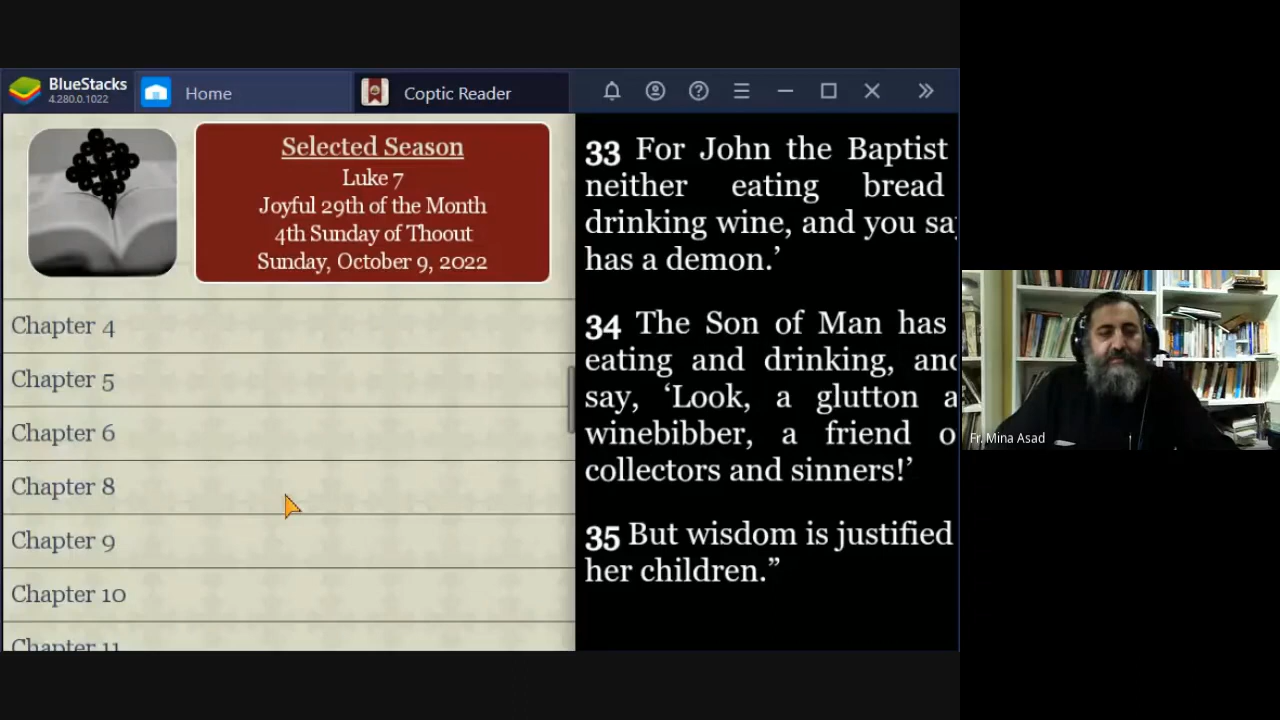 BlueStacks
4.280.0.1022
Home
Coptic Reader
Selected Season
Luke 7
Joyful 29th of the Month
4th Sunday of Thoout
Sunday, October 9, 2022
Chapter 4
Chapter 5
Chapter 6
Chapter 8
Chapter 9
Chapter 10
Chapter 11
33 For John the Baptist
neither eating bread
drinking wine, and you say
has a demon.’
34 The Son of Man has
eating and drinking, and
say, ‘Look, a glutton a
winebibber, a friend o
collectors and sinners!’
35 But wisdom is justified
her children.”
Fr. Mina Asad